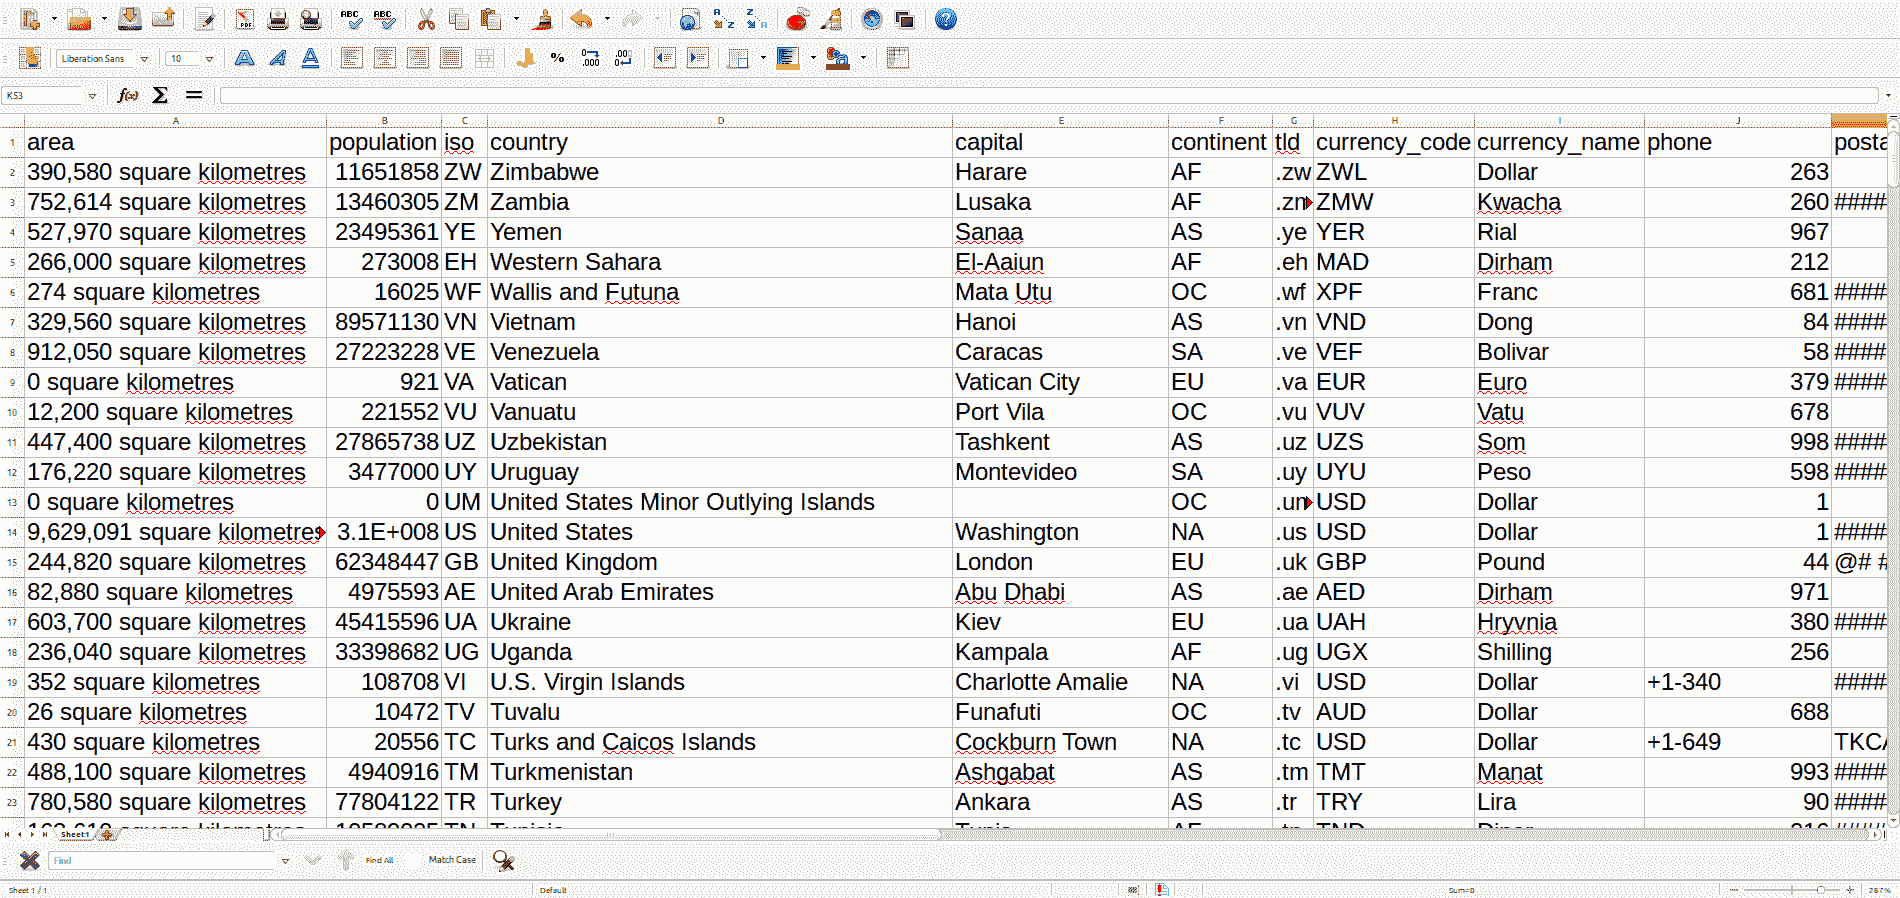 PDF ABC ABC A Z Z A
Liberation Sans 10 A A A % 0.000 .00 0
K53 f(x) Σ =
A B C D E F G H I J
1 area population iso country capital continent tld currency_code currency_name phone posta
2 390,580 square kilometres 11651858 ZW Zimbabwe Harare AF .zw ZWL Dollar 263
3 752,614 square kilometres 13460305 ZM Zambia Lusaka AF .zm ZMW Kwacha 260 #####
4 527,970 square kilometres 23495361 YE Yemen Sanaa AS .ye YER Rial 967
5 266,000 square kilometres 273008 EH Western Sahara El-Aaiun AF .eh MAD Dirham 212
6 274 square kilometres 16025 WF Wallis and Futuna Mata Utu OC .wf XPF Franc 681 #####
7 329,560 square kilometres 89571130 VN Vietnam Hanoi AS .vn VND Dong 84 #####
8 912,050 square kilometres 27223228 VE Venezuela Caracas SA .ve VEF Bolivar 58 #####
9 0 square kilometres 921 VA Vatican Vatican City EU .va EUR Euro 379 #####
10 12,200 square kilometres 221552 VU Vanuatu Port Vila OC .vu VUV Vatu 678
11 447,400 square kilometres 27865738 UZ Uzbekistan Tashkent AS .uz UZS Som 998 #####
12 176,220 square kilometres 3477000 UY Uruguay Montevideo SA .uy UYU Peso 598 #####
13 0 square kilometres 0 UM United States Minor Outlying Islands OC .um USD Dollar 1
14 9,629,091 square kilometres 3.1E+008 US United States Washington NA .us USD Dollar 1 #####
15 244,820 square kilometres 62348447 GB United Kingdom London EU .uk GBP Pound 44 @# #
16 82,880 square kilometres 4975593 AE United Arab Emirates Abu Dhabi AS .ae AED Dirham 971
17 603,700 square kilometres 45415596 UA Ukraine Kiev EU .ua UAH Hryvnia 380 #####
18 236,040 square kilometres 33398682 UG Uganda Kampala AF .ug UGX Shilling 256
19 352 square kilometres 108708 VI U.S. Virgin Islands Charlotte Amalie NA .vi USD Dollar +1-340 #####
20 26 square kilometres 10472 TV Tuvalu Funafuti OC .tv AUD Dollar 688
21 430 square kilometres 20556 TC Turks and Caicos Islands Cockburn Town NA .tc USD Dollar +1-649 TKCA
22 488,100 square kilometres 4940916 TM Turkmenistan Ashgabat AS .tm TMT Manat 993 #####
23 780,580 square kilometres 77804122 TR Turkey Ankara AS .tr TRY Lira 90 #####
Sheet1
Find Find All Match Case
Sheet 1 / 1 Default Sum=0 287%